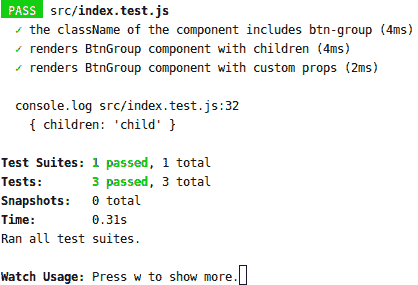 PASS src/index.test.js
✓ the className of the component includes btn-group (4ms)
✓ renders BtnGroup component with children (4ms)
✓ renders BtnGroup component with custom props (2ms)
console.log src/index.test.js:32
{ children: 'child' }
Test Suites: 1 passed, 1 total
Tests: 3 passed, 3 total
Snapshots: 0 total
Time: 0.31s
Ran all test suites.
Watch Usage: Press w to show more.